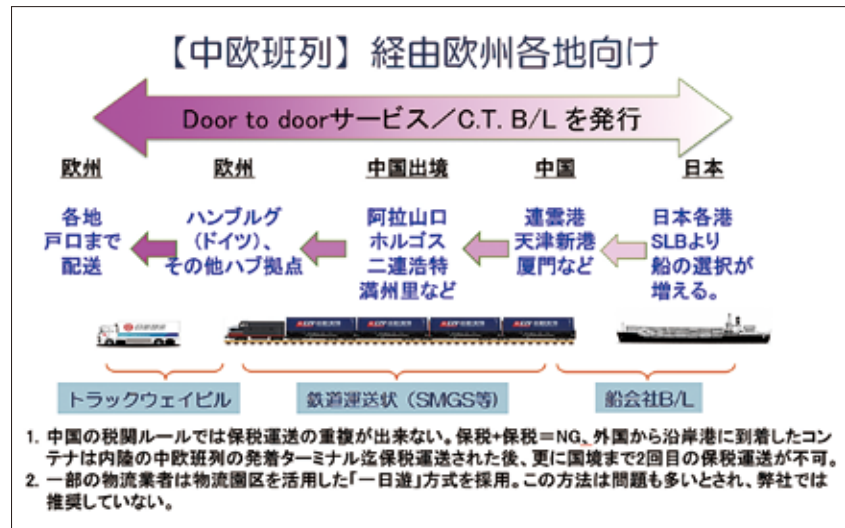 【中欧班列】経由欧州各地向け
Door to doorサービス／C.T. B/L を発行
欧州 欧州 中国出境 中国 日本
各地
戸口まで
配送
ハンブルグ
(ドイツ)、
その他ハブ拠点
阿拉山口
ホルゴス
二連浩特
満州里など
連雲港
天津新港
厦門など
日本各港
SLBより
船の選択が
増える。
トラックウェイビル 鉄道運送状（SMGS等） 船会社B/L
1. 中国の税関ルールでは保税運送の重複が出来ない。保税+保税＝NG、外国から沿岸港に到着したコン
テナは内陸の中欧班列の発着ターミナル迄保税運送された後、更に国境まで2回目の保税運送が不可。
2. 一部の物流業者は物流園区を活用した「一日遊」方式を採用。この方法は問題も多いとされ、弊社では
推奨していない。